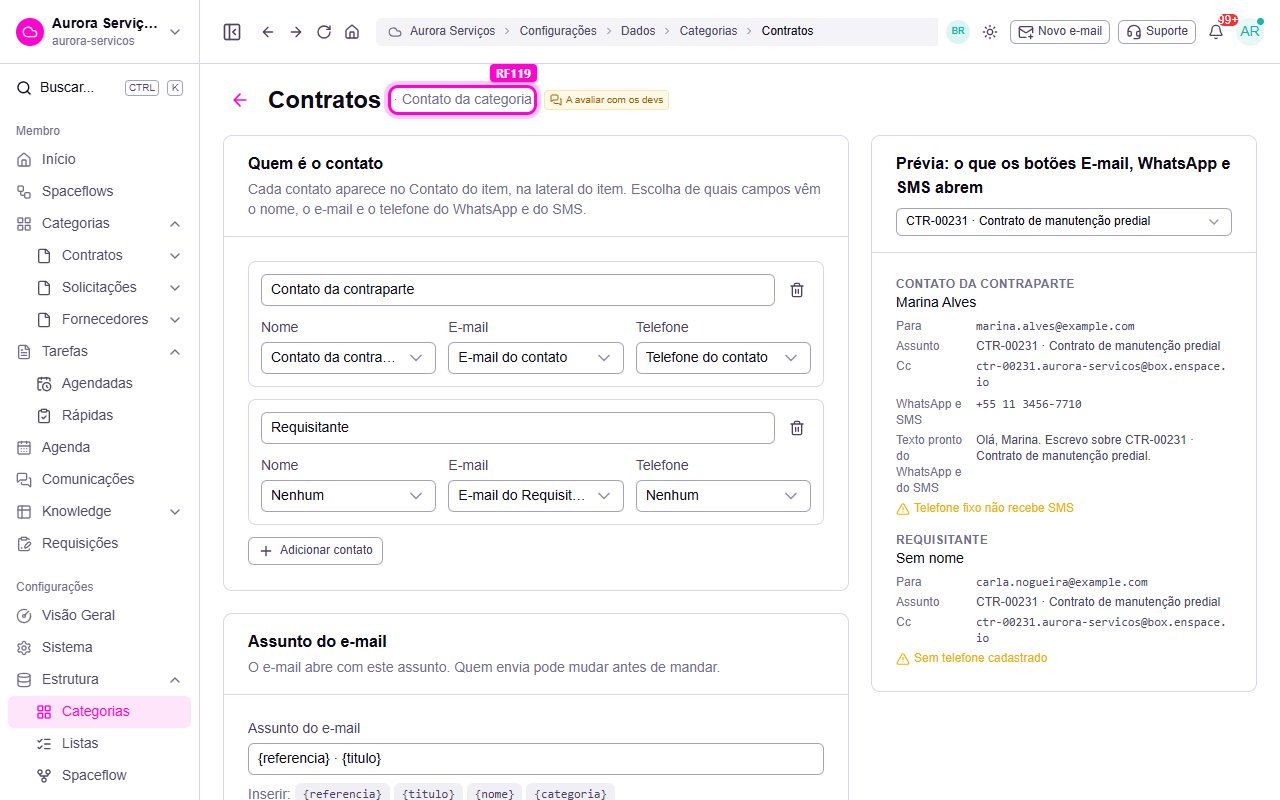 Aurora Serviç...
aurora-servicos
Buscar... CTRL K
Membro
Início
Spaceflows
Categorias
Contratos
Solicitações
Fornecedores
Tarefas
Agendadas
Rápidas
Agenda
Comunicações
Knowledge
Requisições
Configurações
Visão Geral
Sistema
Estrutura
Categorias
Listas
Spaceflow
Aurora Serviços > Configurações > Dados > Categorias > Contratos
BR
Novo e-mail
Suporte
99+
AR
RF119
Contratos · Contato da categoria
A avaliar com os devs
Quem é o contato
Cada contato aparece no Contato do item, na lateral do item. Escolha de quais campos vêm
o nome, o e-mail e o telefone do WhatsApp e do SMS.
Contato da contraparte
Nome E-mail Telefone
Contato da contra... E-mail do contato Telefone do contato
Requisitante
Nome E-mail Telefone
Nenhum E-mail do Requisit... Nenhum
Adicionar contato
Assunto do e-mail
O e-mail abre com este assunto. Quem envia pode mudar antes de mandar.
Assunto do e-mail
{referencia} · {titulo}
Inserir: {referencia} {titulo} {nome} {categoria}
Prévia: o que os botões E-mail, WhatsApp e
SMS abrem
CTR-00231 · Contrato de manutenção predial
CONTATO DA CONTRAPARTE
Marina Alves
Para marina.alves@example.com
Assunto CTR-00231 · Contrato de manutenção predial
Cc ctr-00231.aurora-servicos@box.enspace.
io
WhatsApp e +55 11 3456-7710
SMS
Texto pronto Olá, Marina. Escrevo sobre CTR-00231 ·
do Contrato de manutenção predial.
WhatsApp e
do SMS
Telefone fixo não recebe SMS
REQUISITANTE
Sem nome
Para carla.nogueira@example.com
Assunto CTR-00231 · Contrato de manutenção predial
Cc ctr-00231.aurora-servicos@box.enspace.
io
Sem telefone cadastrado